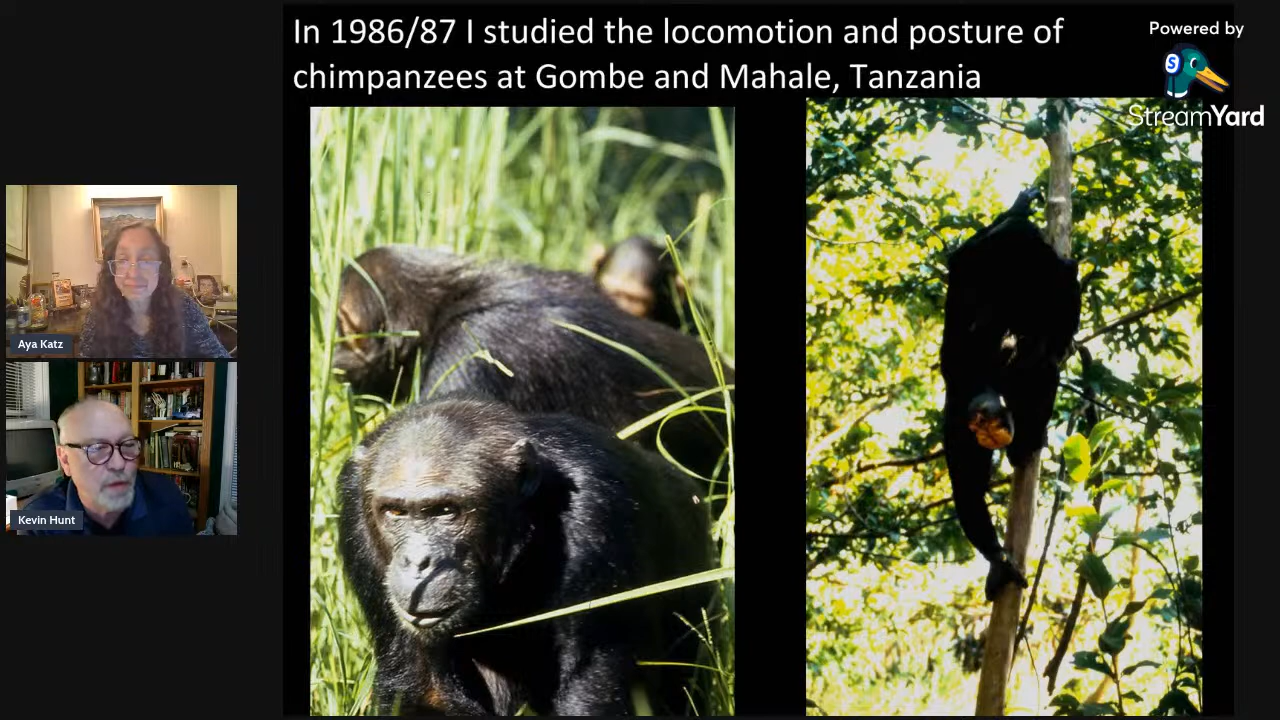 In 1986/87 I studied the locomotion and posture of
chimpanzees at Gombe and Mahale, Tanzania
Powered by
S
StreamYard
Aya Katz
Kevin Hunt